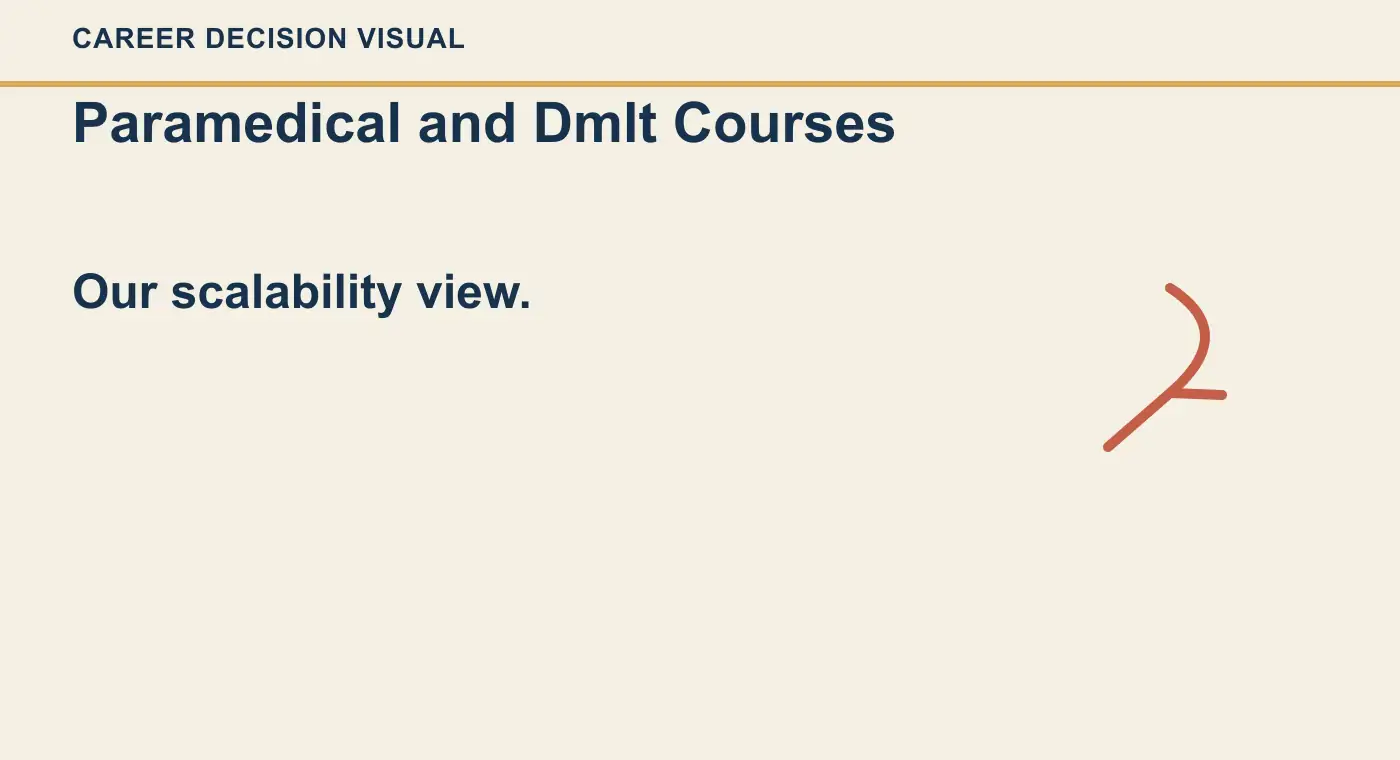 CAREER DECISION VISUAL
Paramedical and Dmlt Courses
Our scalability view.